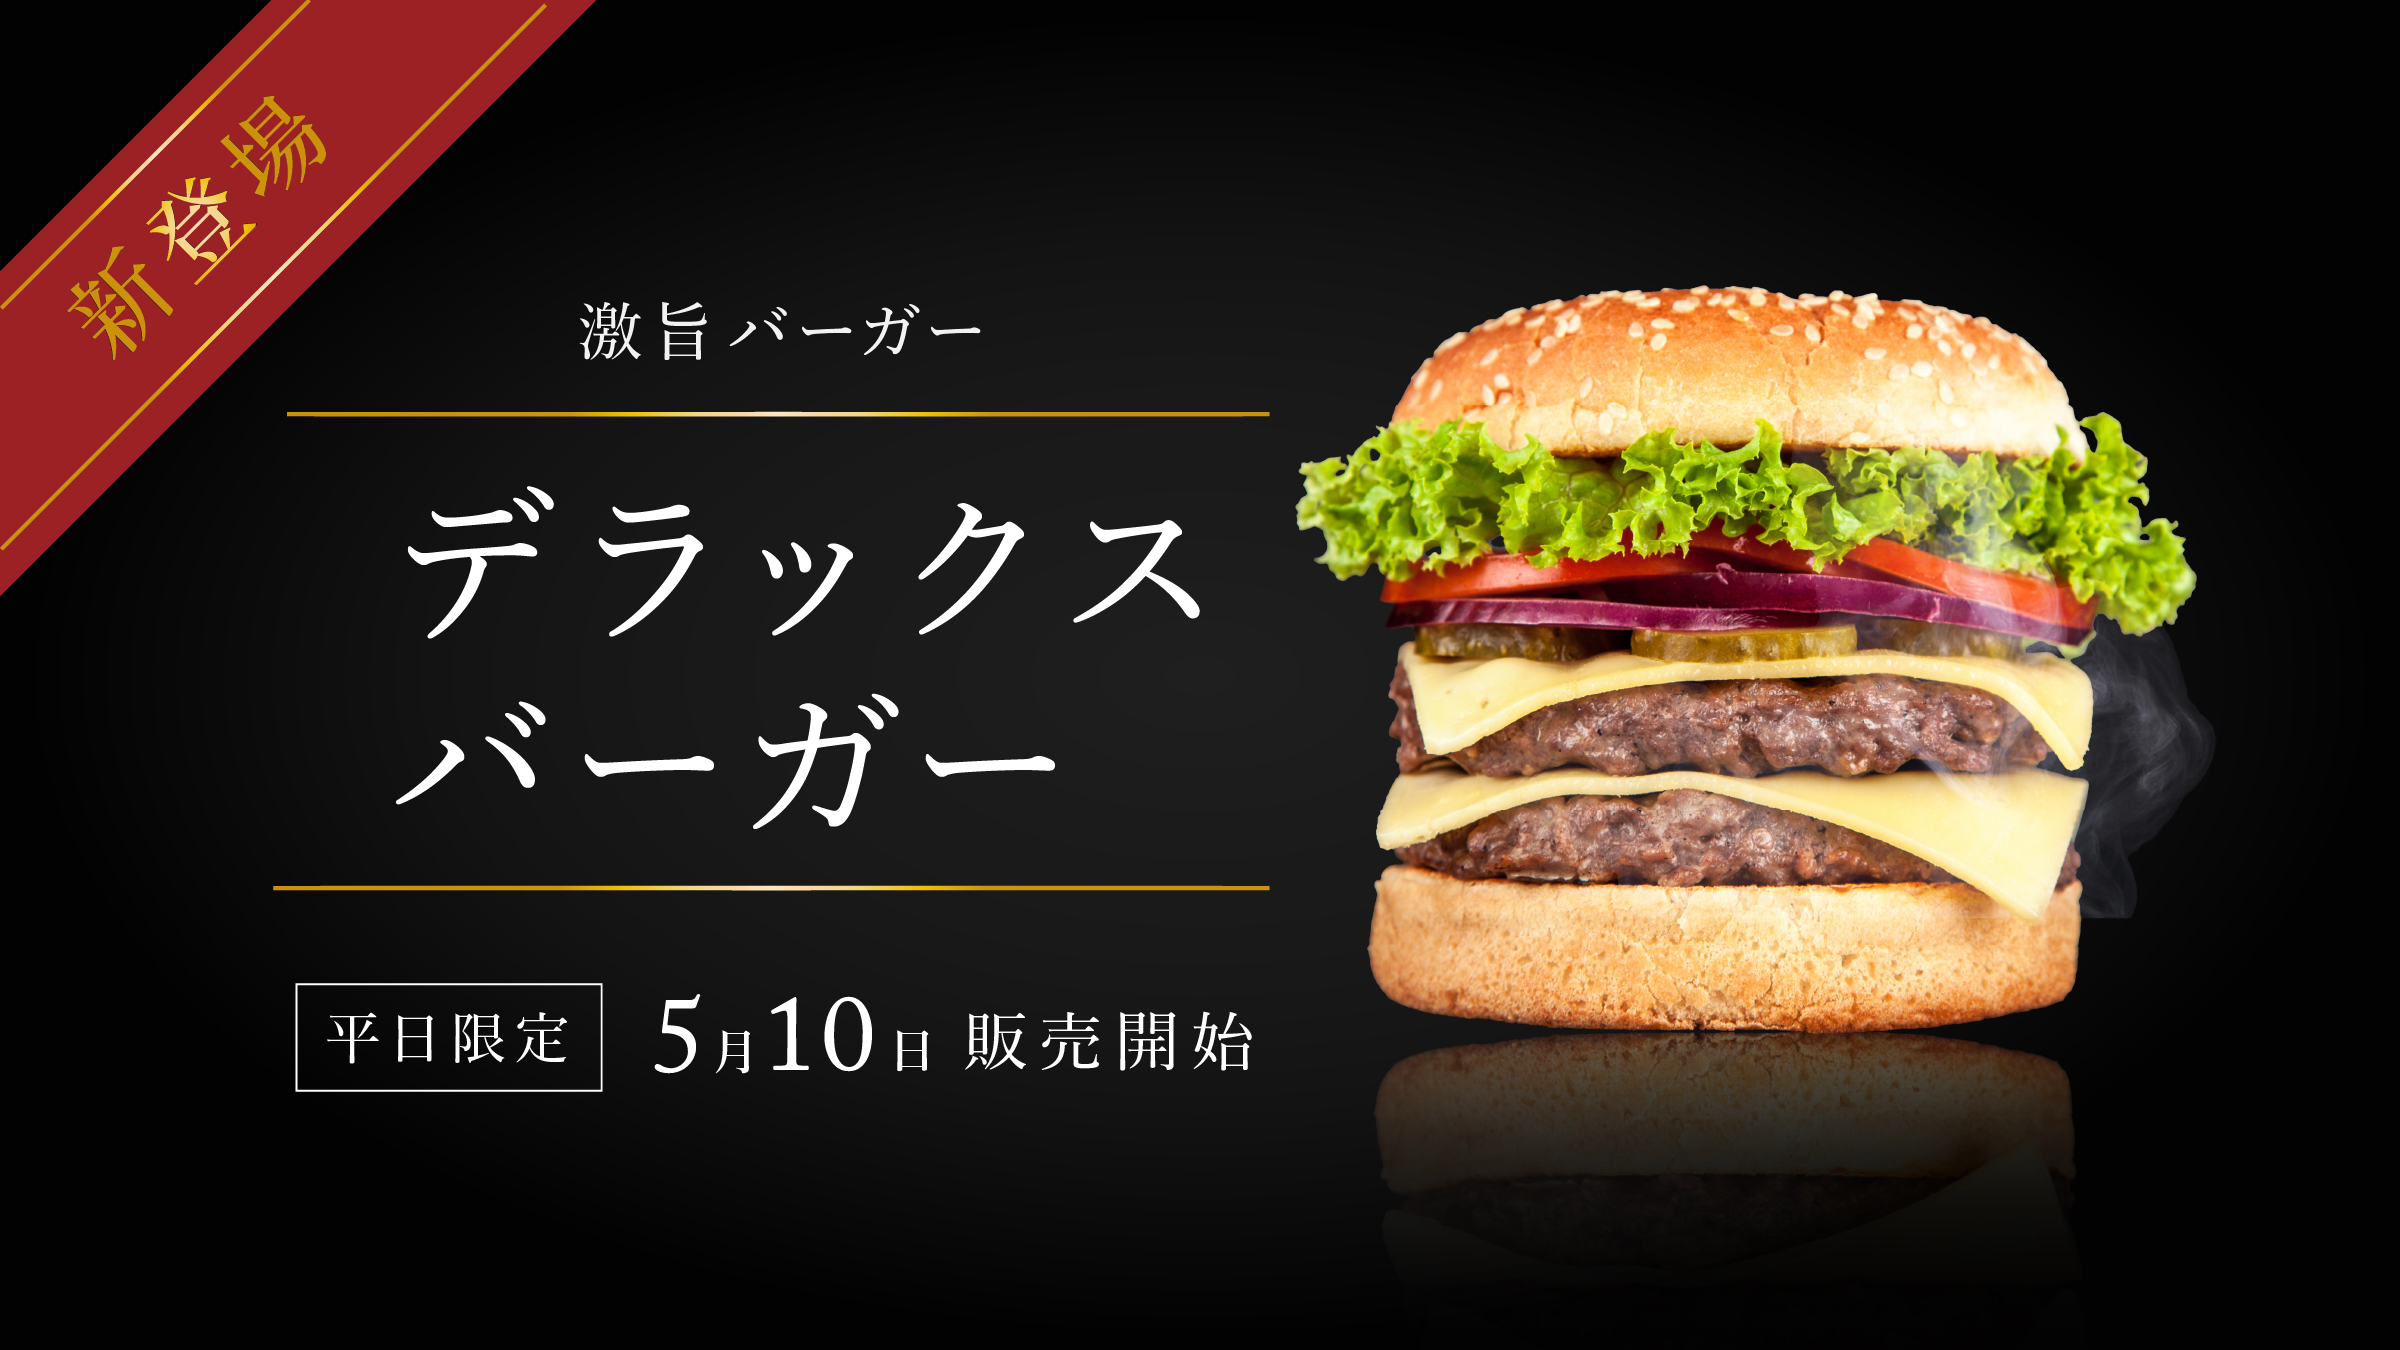 新登場
激旨バーガー
デラックス
バーガー
平日限定 5月10日 販売開始